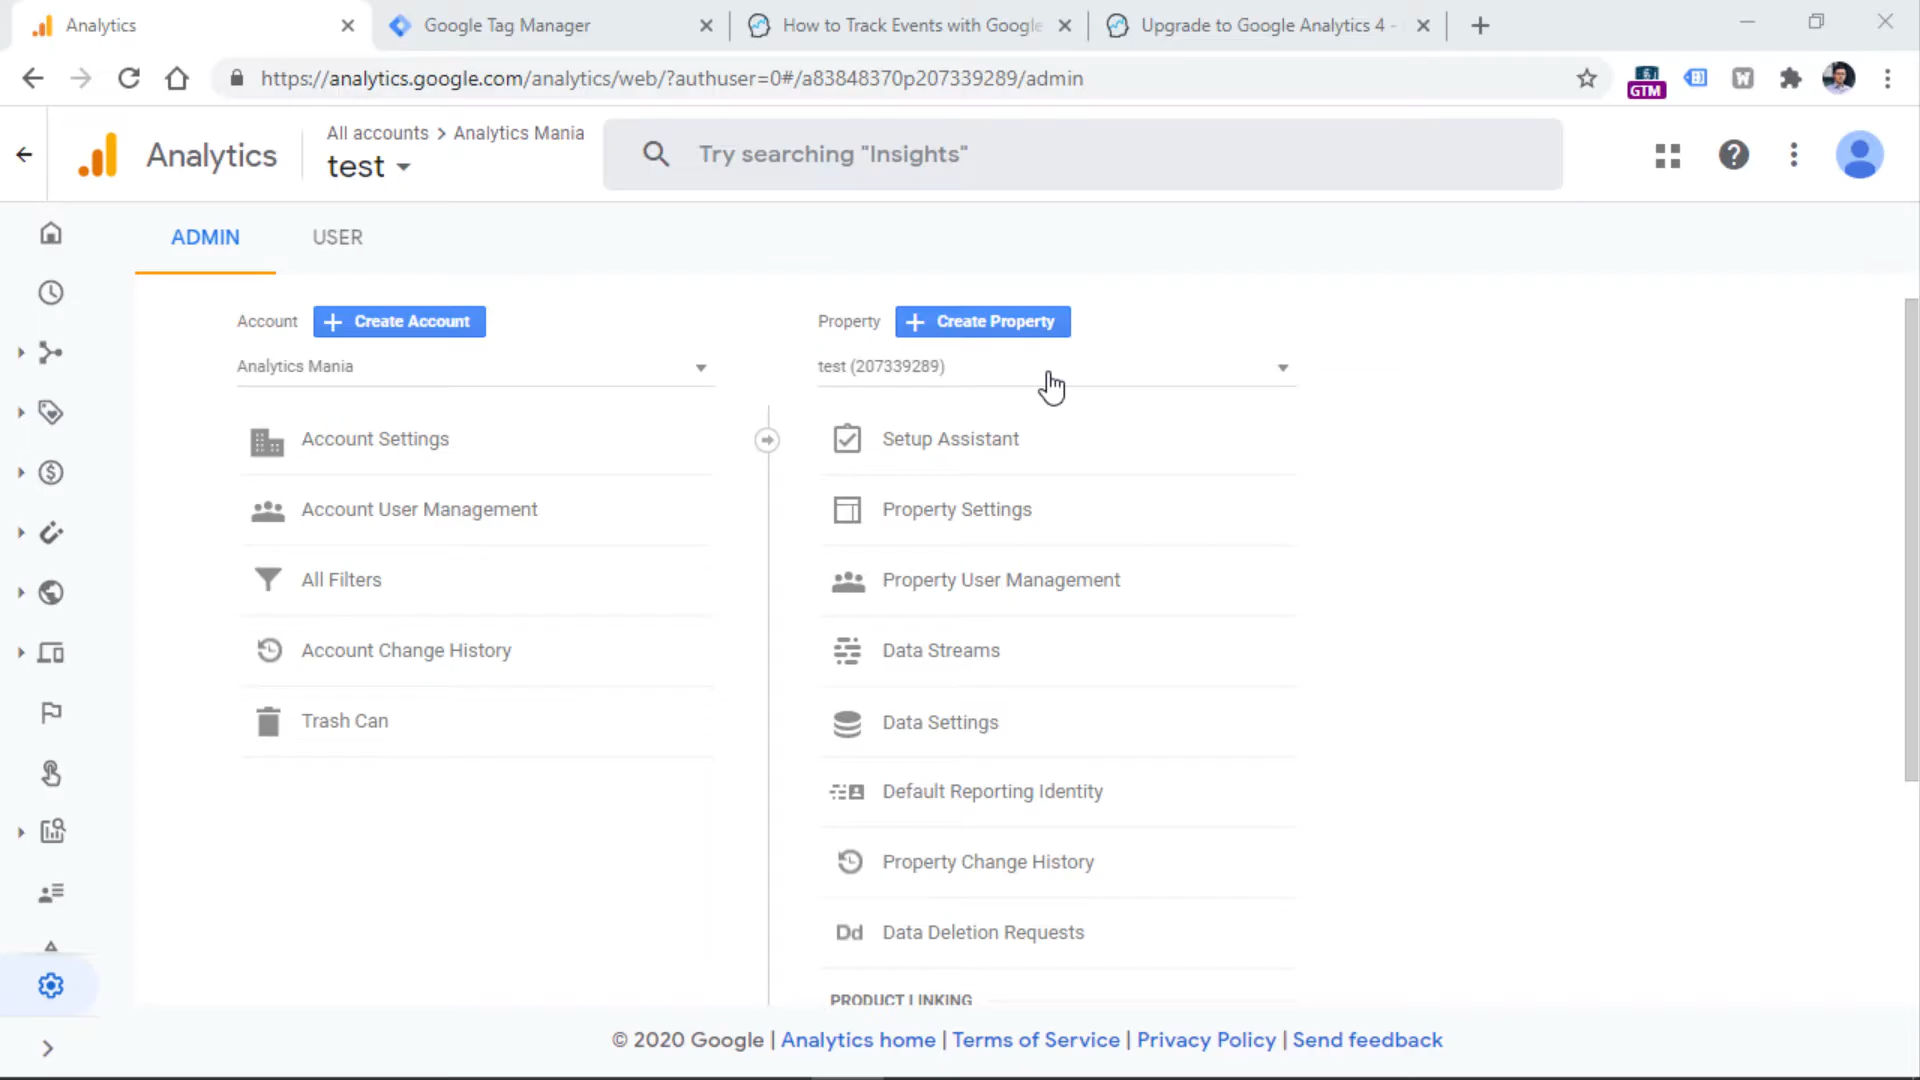 Analytics
Google Tag Manager
How to Track Events with Google
Upgrade to Google Analytics 4 -
https://analytics.google.com/analytics/web/?authuser=0#/a83848370p207339289/admin
GTM
W
Analytics
All accounts > Analytics Mania
test
Try searching "Insights"
ADMIN
USER
Account
+ Create Account
Property
+ Create Property
Analytics Mania
test (207339289)
Account Settings
Setup Assistant
Account User Management
Property Settings
All Filters
Property User Management
Account Change History
Data Streams
Trash Can
Data Settings
Default Reporting Identity
Property Change History
Dd Data Deletion Requests
PRODUCT LINKING
© 2020 Google | Analytics home | Terms of Service | Privacy Policy | Send feedback